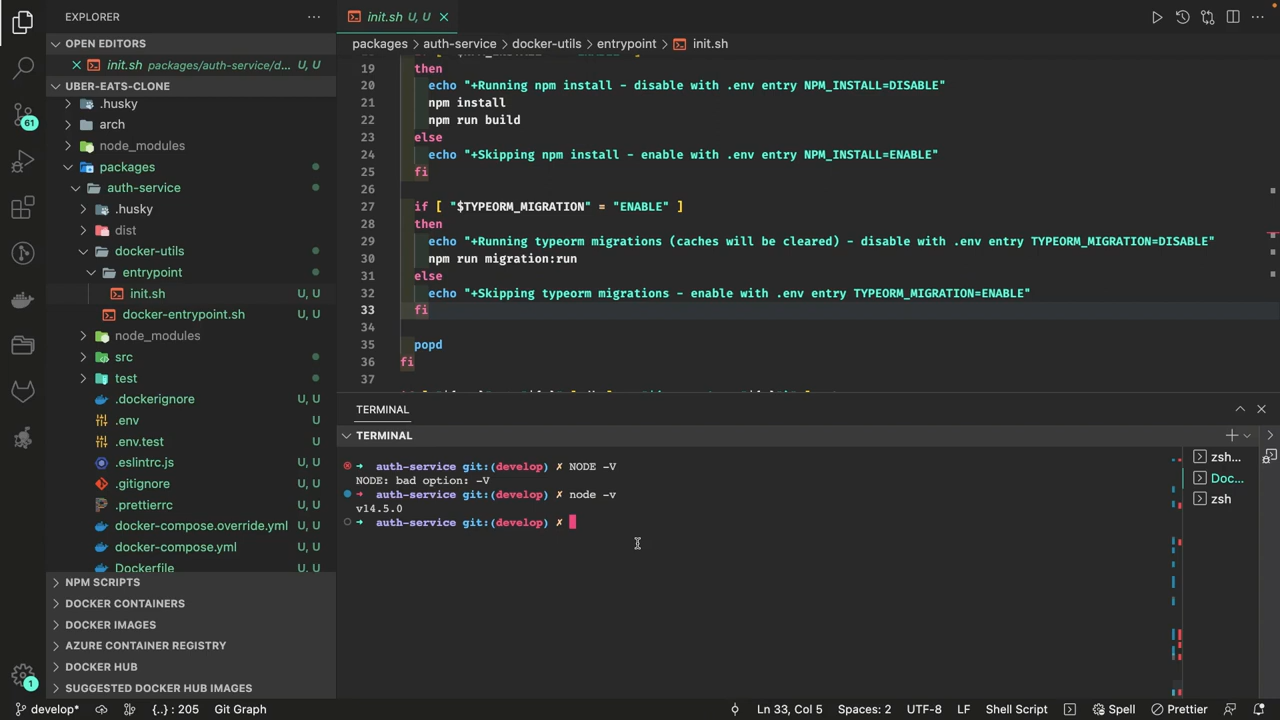 EXPLORER
OPEN EDITORS
init.sh packages/auth-service/d... U, U
UBER-EATS-CLONE
.husky
arch
node_modules
packages
auth-service
.husky
dist
docker-utils
entrypoint
init.sh U, U
docker-entrypoint.sh U, U
node_modules
src
test
.dockerignore U, U
.env U
.env.test U
.eslintrc.js U, U
.gitignore U, U
.prettierrc U, U
docker-compose.override.yml U, U
docker-compose.yml U, U
Dockerfile U, U
NPM SCRIPTS
DOCKER CONTAINERS
DOCKER IMAGES
AZURE CONTAINER REGISTRY
DOCKER HUB
SUGGESTED DOCKER HUB IMAGES
61
1
init.sh U, U
packages > auth-service > docker-utils > entrypoint > init.sh
19 then
20 echo "+Running npm install - disable with .env entry NPM_INSTALL=DISABLE"
21 npm install
22 npm run build
23 else
24 echo "+Skipping npm install - enable with .env entry NPM_INSTALL=ENABLE"
25 fi
26
27 if [ "$TYPEORM_MIGRATION" = "ENABLE" ]
28 then
29 echo "+Running typeorm migrations (caches will be cleared) - disable with .env entry TYPEORM_MIGRATION=DISABLE"
30 npm run migration:run
31 else
32 echo "+Skipping typeorm migrations - enable with .env entry TYPEORM_MIGRATION=ENABLE"
33 fi
34
35 popd
36 fi
37
TERMINAL
TERMINAL
➜ auth-service git:(develop) ✗ NODE -V
NODE: bad option: -V
➜ auth-service git:(develop) ✗ node -v
v14.5.0
➜ auth-service git:(develop) ✗
zsh...
Doc...
zsh
develop* {..} : 205 Git Graph Ln 33, Col 5 Spaces: 2 UTF-8 LF Shell Script Spell Prettier